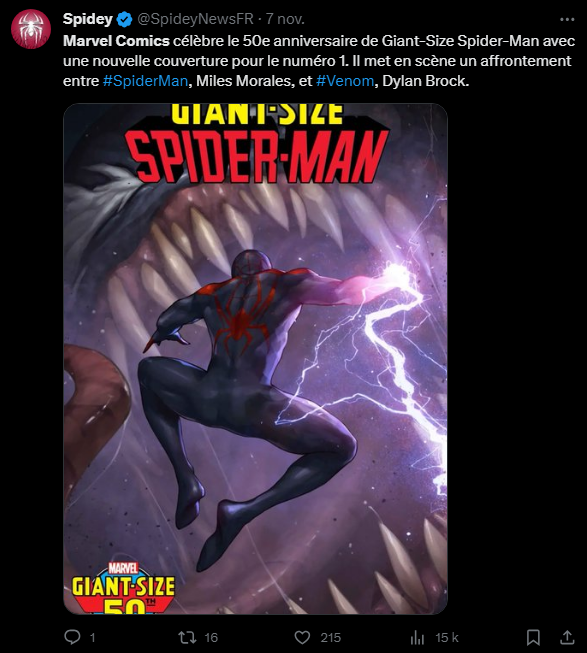 Spidey @SpideyNewsFR · 7 nov.
Marvel Comics célèbre le 50e anniversaire de Giant-Size Spider-Man avec
une nouvelle couverture pour le numéro 1. Il met en scène un affrontement
entre #SpiderMan, Miles Morales, et #Venom, Dylan Brock.
GIANT-SIZE
SPIDER-MAN
MARVEL
GIANT-SIZE
50TH
1 16 215 15 k